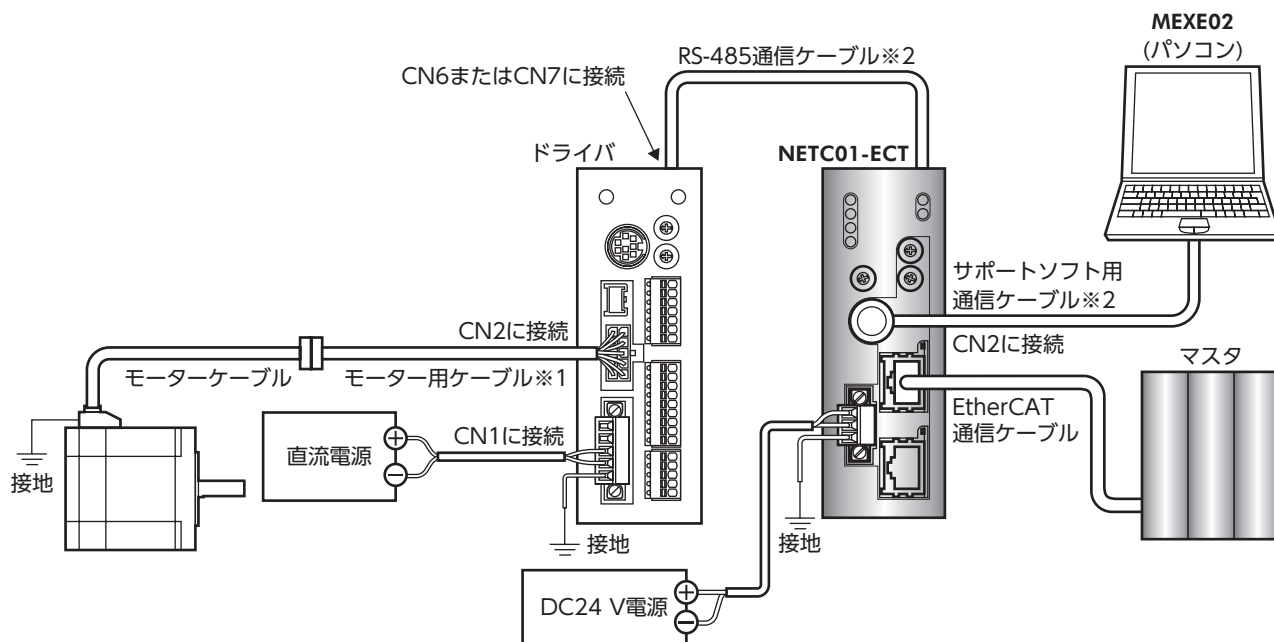 MEXE02
(パソコン)
RS-485通信ケーブル※2
CN6またはCN7に接続
ドライバ
NETC01-ECT
サポートソフト用
通信ケーブル※2
CN2に接続
CN2に接続
モーターケーブル
モーター用ケーブル※1
マスタ
EtherCAT
通信ケーブル
CN1に接続
直流電源
+
−
接地
接地
接地
DC24 V電源
+
−